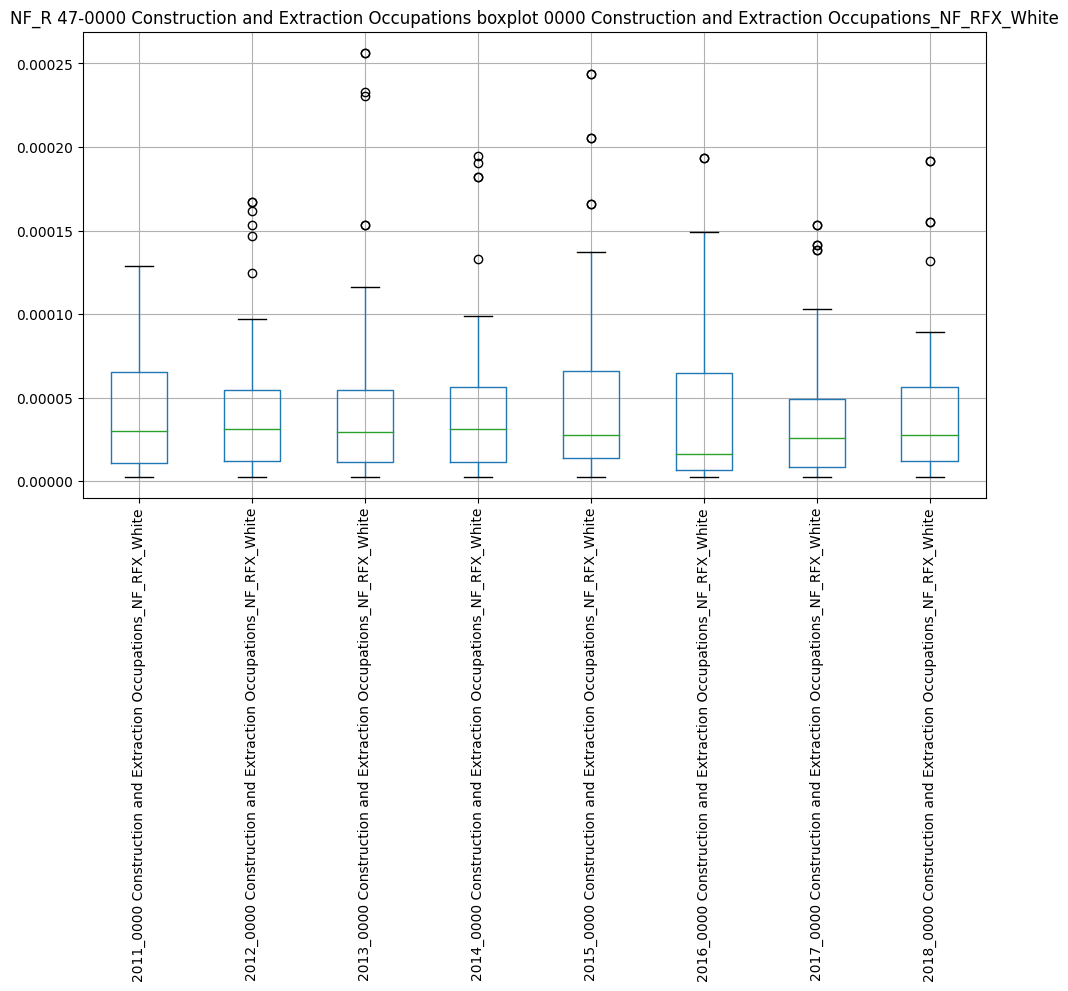 NF_R 47-0000 Construction and Extraction Occupations boxplot 0000 Construction and Extraction Occupations_NF_RFX_White
0.00025
0.00020
0.00015
0.00010
0.00005
0.00000
2011_0000 Construction and Extraction Occupations_NF_RFX_White
2012_0000 Construction and Extraction Occupations_NF_RFX_White
2013_0000 Construction and Extraction Occupations_NF_RFX_White
2014_0000 Construction and Extraction Occupations_NF_RFX_White
2015_0000 Construction and Extraction Occupations_NF_RFX_White
2016_0000 Construction and Extraction Occupations_NF_RFX_White
2017_0000 Construction and Extraction Occupations_NF_RFX_White
2018_0000 Construction and Extraction Occupations_NF_RFX_White